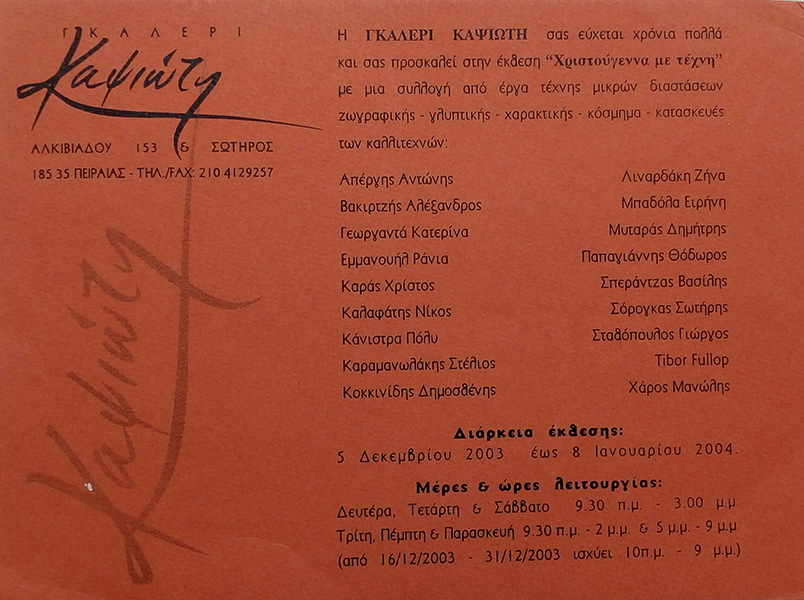 ΓΚΑΛΕΡΙ
Καψιώτη
ΑΛΚΙΒΙΑΔΟΥ 153 & ΣΩΤΗΡΟΣ
185 35 ΠΕΙΡΑΙΑΣ - ΤΗΛ./FAX: 210 4129257
Καψιώτη
Η ΓΚΑΛΕΡΙ ΚΑΨΙΩΤΗ σας εύχεται χρόνια πολλά
και σας προσκαλεί στην έκθεση “Χριστούγεννα με τέχνη”
με μια συλλογή από έργα τέχνης μικρών διαστάσεων
ζωγραφικής - γλυπτικής - χαρακτικής - κόσμημα - κατασκευές
των καλλιτεχνών:
Απέργης Αντώνης
Βακιρτζής Αλέξανδρος
Γεωργαντά Κατερίνα
Εμμανουήλ Ράνια
Καράς Χρίστος
Καλαφάτης Νίκος
Κάνιστρα Πόλυ
Καραμανωλάκης Στέλιος
Κοκκινίδης Δημοσθένης
Λιναρδάκη Ζήνα
Μπαδόλα Ειρήνη
Μυταράς Δημήτρης
Παπαγιάννης Θόδωρος
Σπεράντζας Βασίλης
Σόρογκας Σωτήρης
Σταθόπουλος Γιώργος
Tibor Fullop
Χάρος Μανώλης
Διάρκεια έκθεσης:
5 Δεκεμβρίου 2003 έως 8 Ιανουαρίου 2004.
Μέρες & ώρες λειτουργίας:
Δευτέρα, Τετάρτη & Σάββατο 9.30 π.μ. - 3.00 μ.μ.
Τρίτη, Πέμπτη & Παρασκευή 9.30 π.μ. - 2 μ.μ. & 5 μ.μ. - 9 μ.μ.
(από 16/12/2003 - 31/12/2003 ισχύει 10π.μ. - 9 μ.μ.)